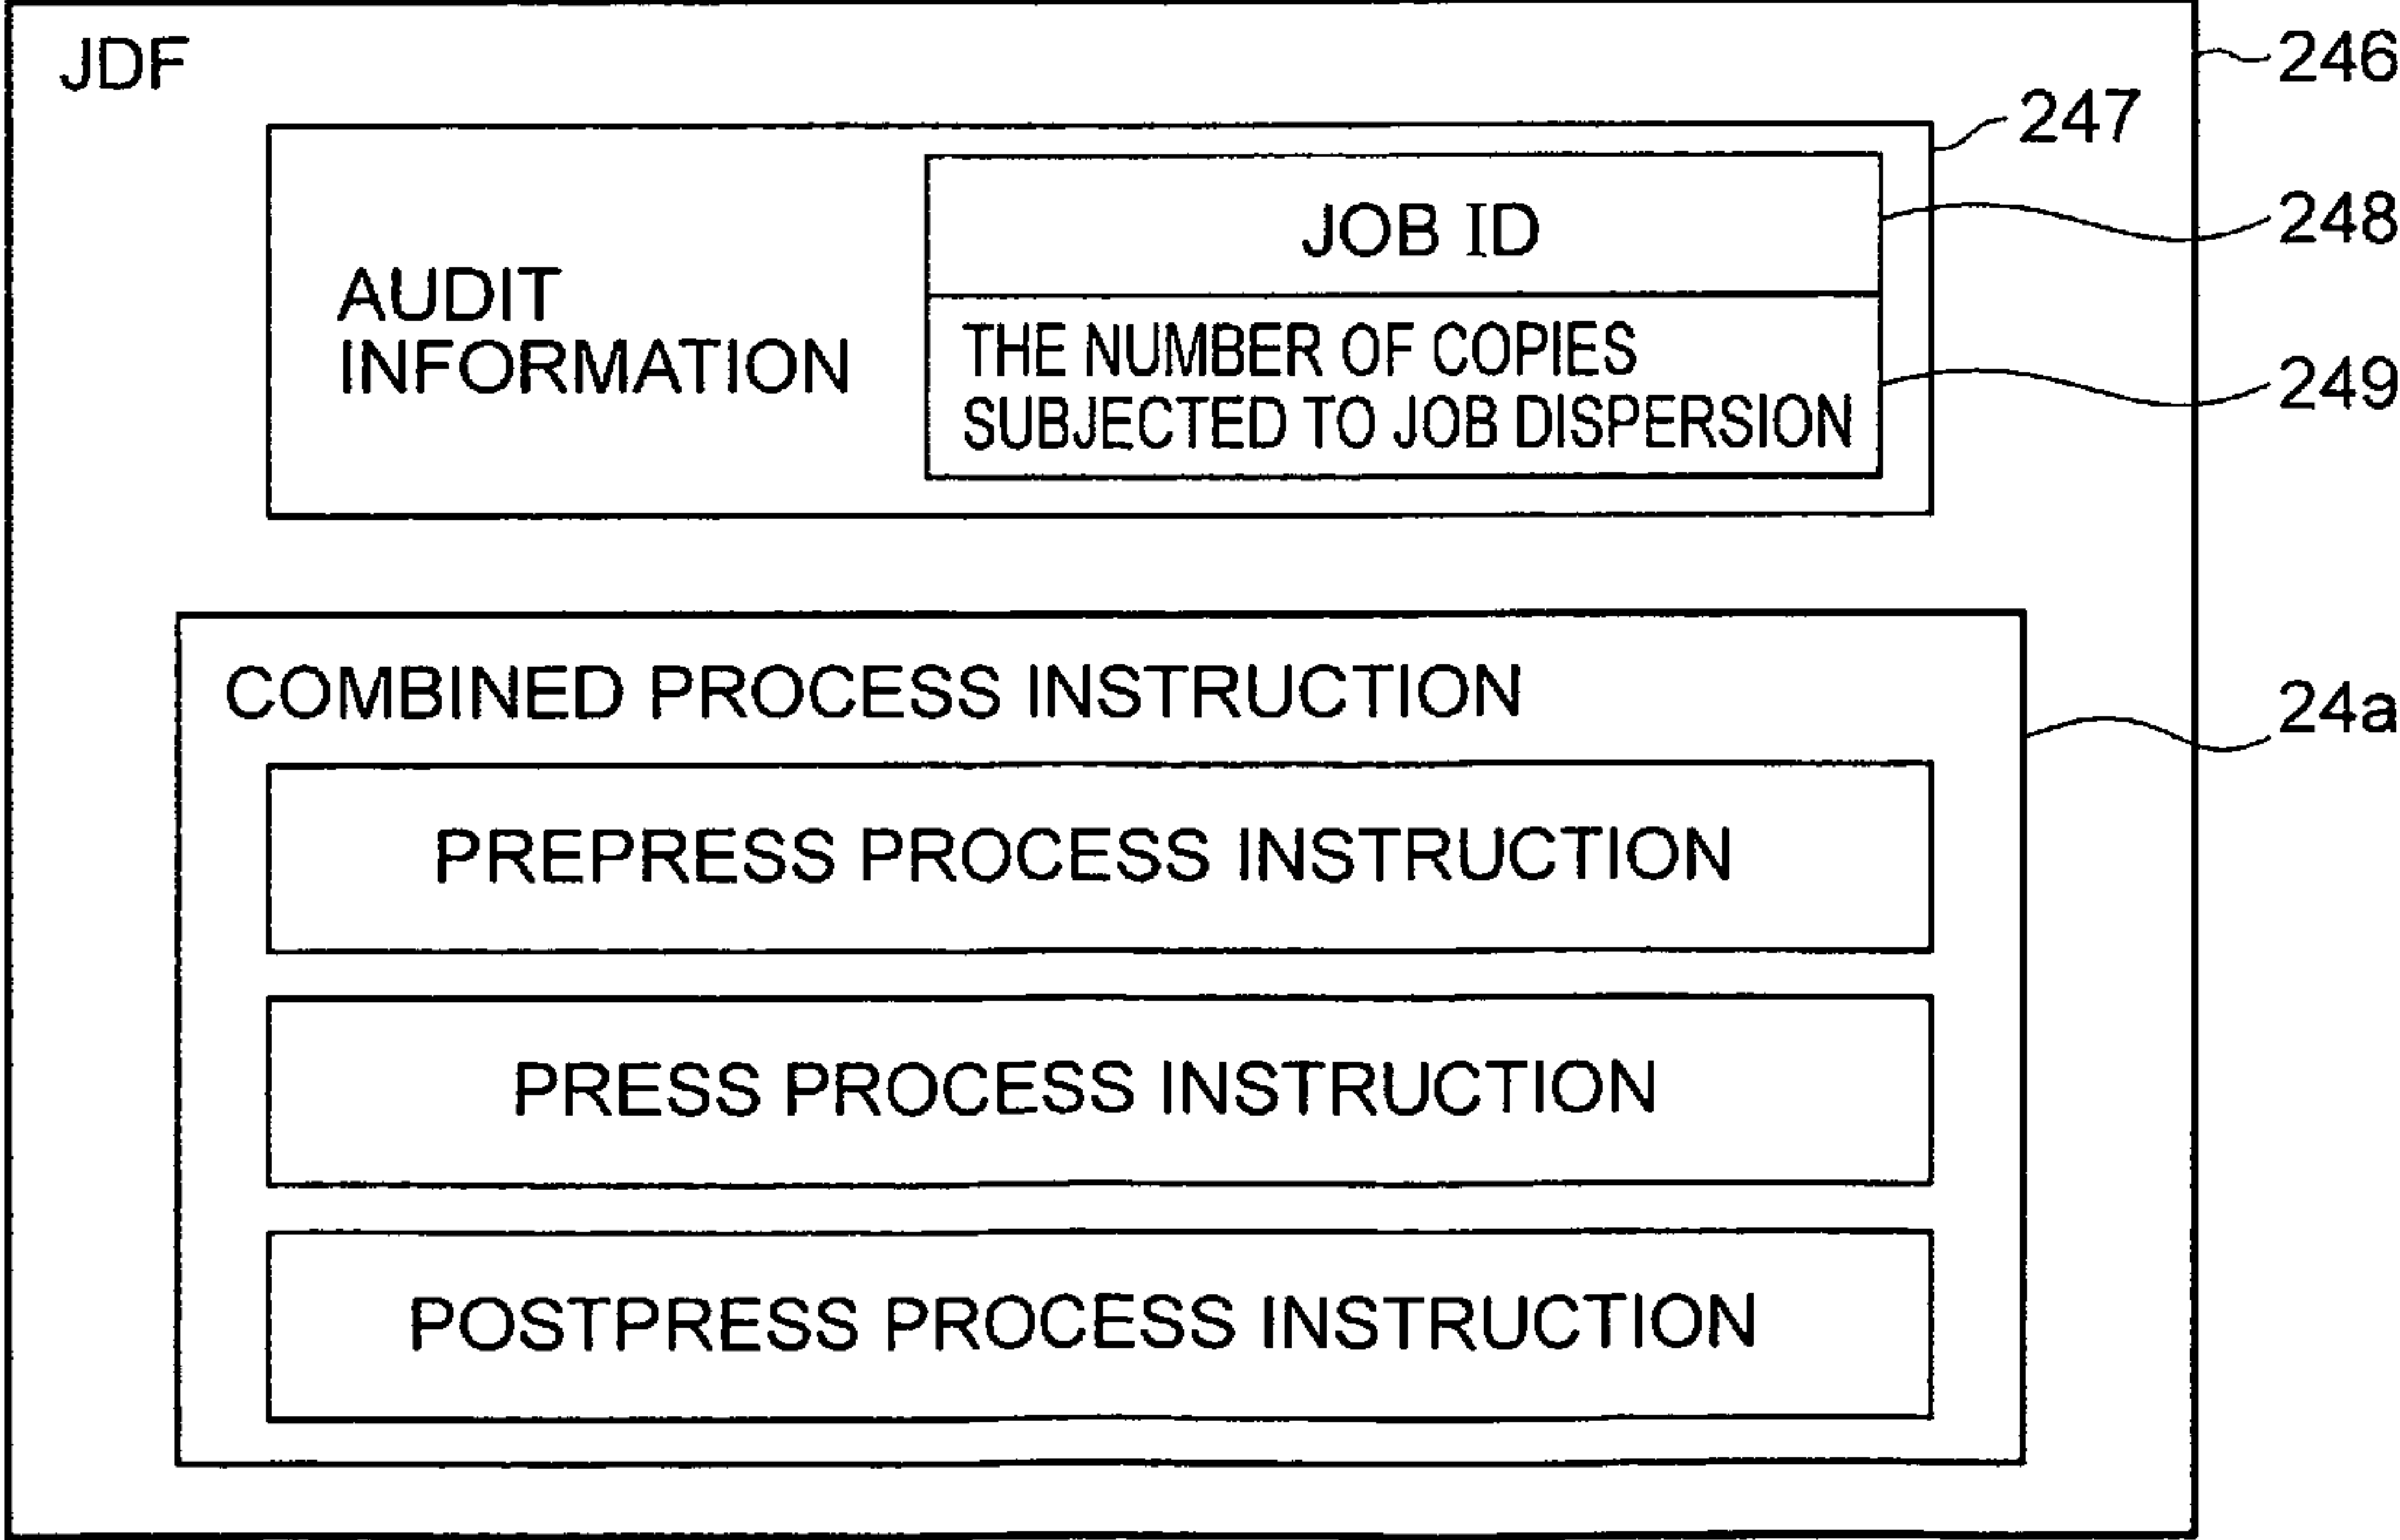 JDF
246
247
AUDIT
INFORMATION
JOB ID
248
THE NUMBER OF COPIES
SUBJECTED TO JOB DISPERSION
249
COMBINED PROCESS INSTRUCTION
24a
PREPRESS PROCESS INSTRUCTION
PRESS PROCESS INSTRUCTION
POSTPRESS PROCESS INSTRUCTION